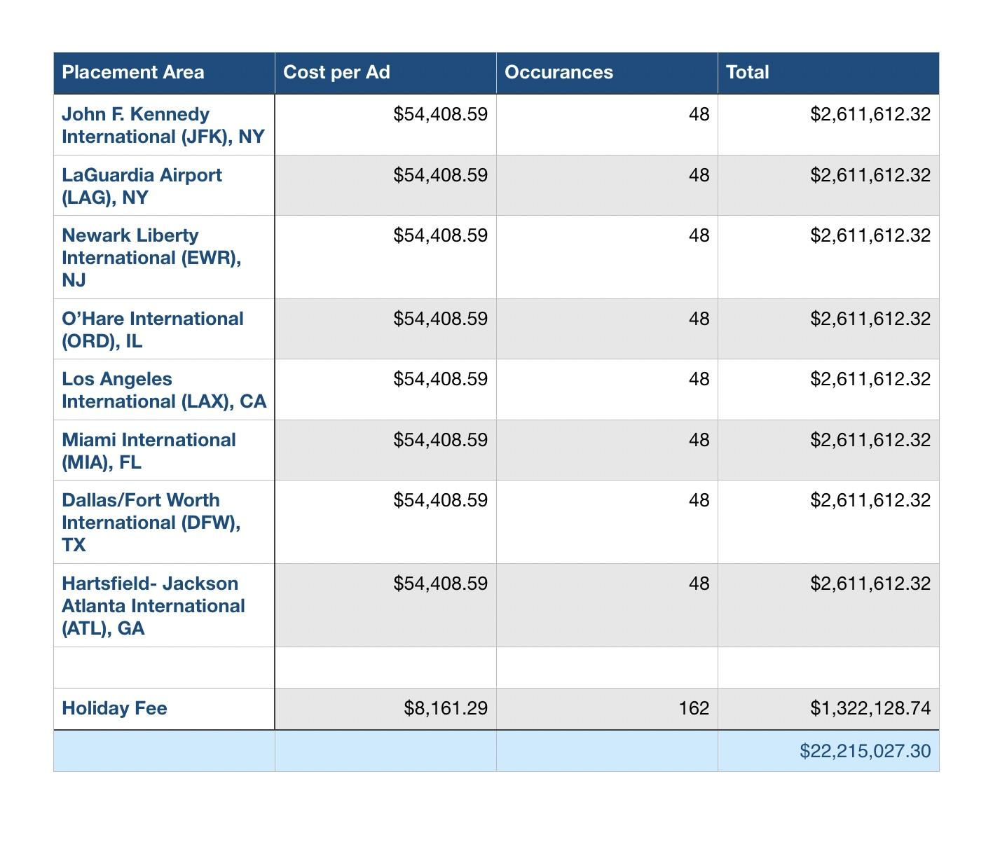 Placement Area Cost per Ad Occurances Total
John F. Kennedy $54,408.59 48 $2,611,612.32
International (JFK), NY
LaGuardia Airport $54,408.59 48 $2,611,612.32
(LAG), NY
Newark Liberty $54,408.59 48 $2,611,612.32
International (EWR),
NJ
O’Hare International $54,408.59 48 $2,611,612.32
(ORD), IL
Los Angeles $54,408.59 48 $2,611,612.32
International (LAX), CA
Miami International $54,408.59 48 $2,611,612.32
(MIA), FL
Dallas/Fort Worth $54,408.59 48 $2,611,612.32
International (DFW),
TX
Hartsfield- Jackson $54,408.59 48 $2,611,612.32
Atlanta International
(ATL), GA
Holiday Fee $8,161.29 162 $1,322,128.74
$22,215,027.30